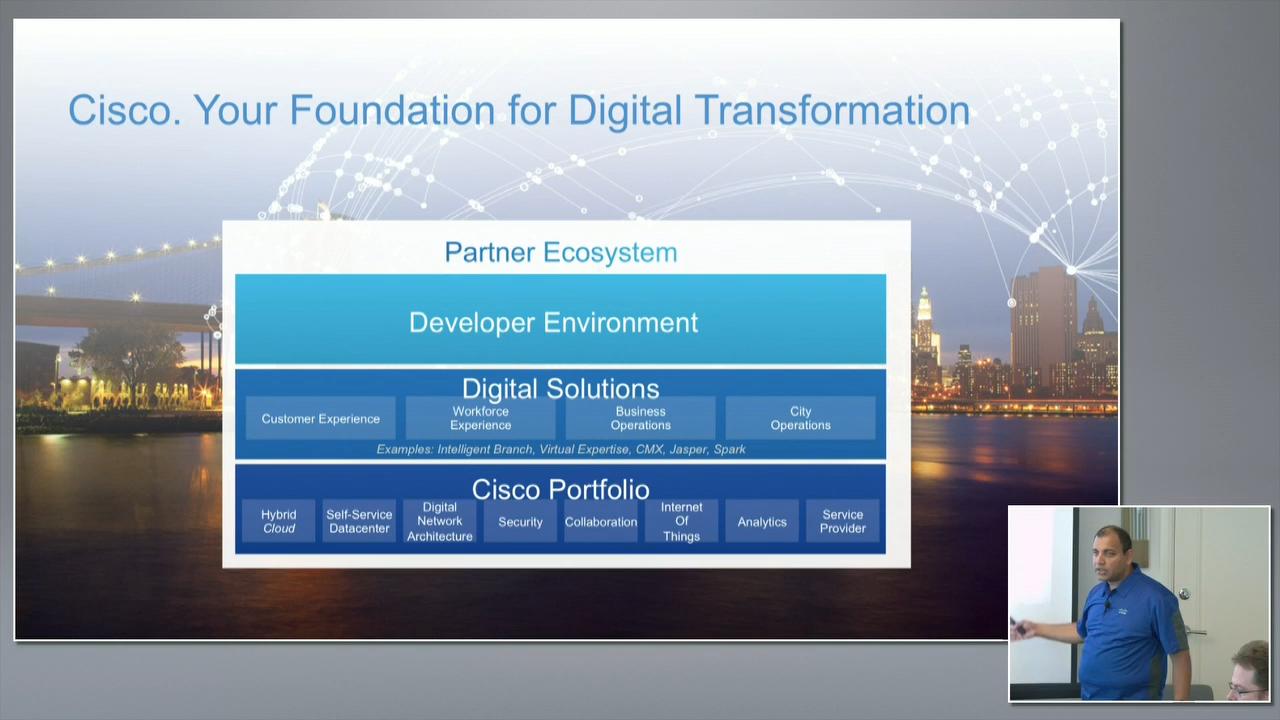 Cisco. Your Foundation for Digital Transformation
Partner Ecosystem
Developer Environment
Digital Solutions
Customer Experience
Workforce
Experience
Business
Operations
City
Operations
Examples: Intelligent Branch, Virtual Expertise, CMX, Jasper, Spark
Cisco Portfolio
Hybrid
Cloud
Self-Service
Datacenter
Digital
Network
Architecture
Security
Collaboration
Internet
Of
Things
Analytics
Service
Provider